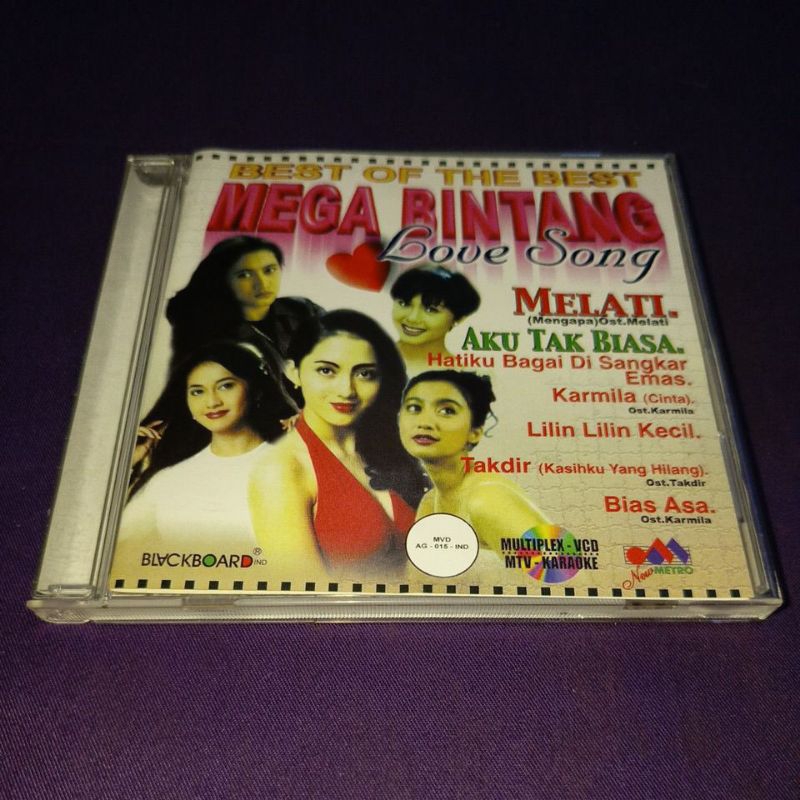 BEST OF THE BEST
MEGA BINTANG
Love Song
MELATI.
(Mengapa)Ost.Melati
AKU TAK BIASA.
Hatiku Bagai Di Sangkar
Emas.
Karmila (Cinta).
Ost.Karmila
Lilin Lilin Kecil.
Takdir (Kasihku Yang Hilang).
Ost.Takdir
Bias Asa.
Ost.Karmila
BLACKBOARD® IND
MVD
AG - 015 - IND
MULTIPLEX - VCD
MTV - KARAOKE
New METRO